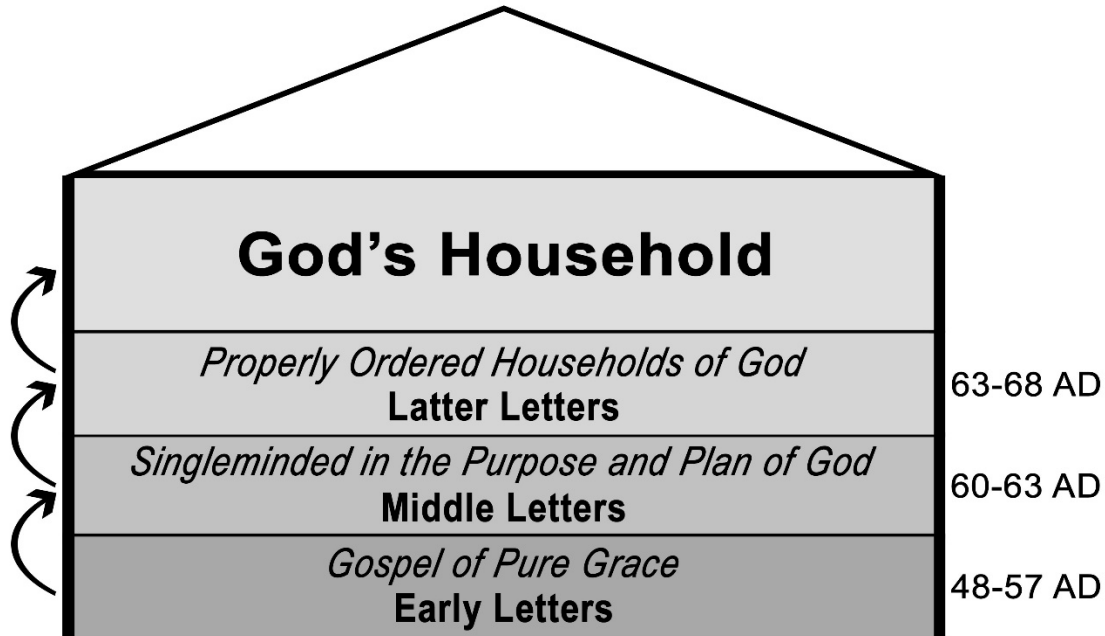 God's Household
Properly Ordered Households of God
Latter Letters
63-68 AD
Singleminded in the Purpose and Plan of God
Middle Letters
60-63 AD
Gospel of Pure Grace
Early Letters
48-57 AD